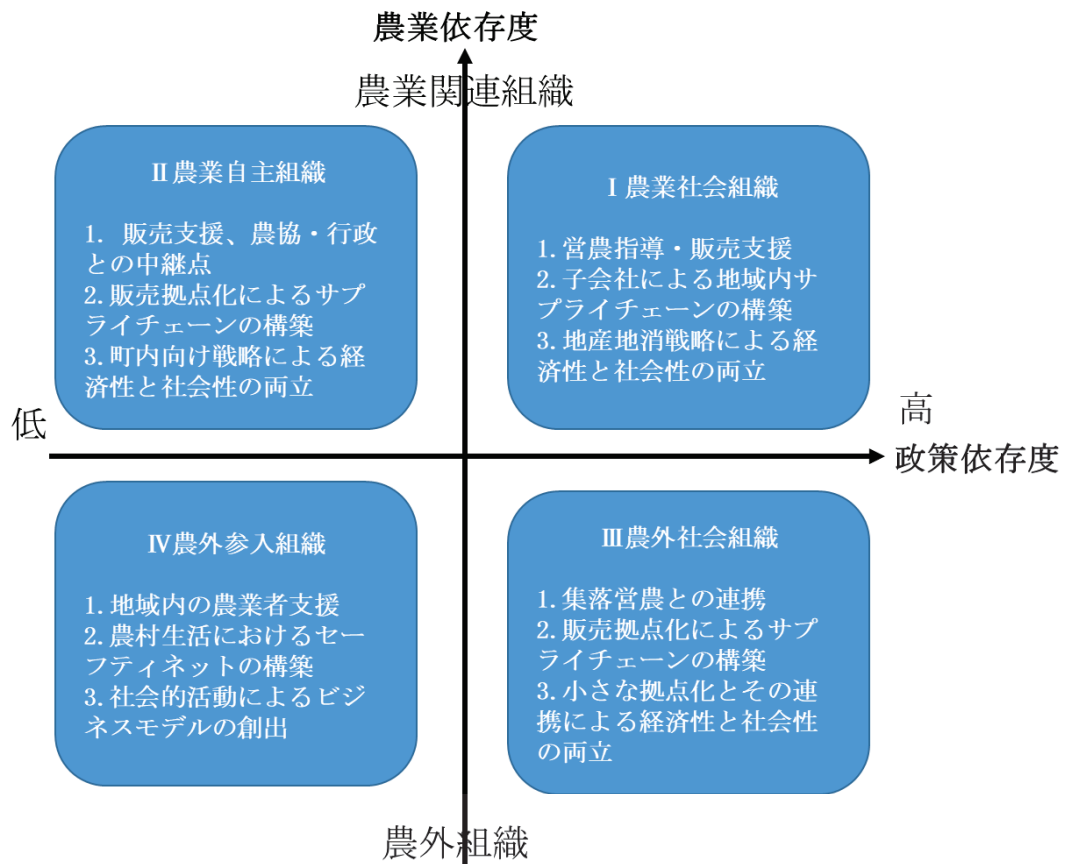 農業依存度
農業関連組織
Ⅱ農業自主組織
1. 販売支援、農協・行政
との中継点
2. 販売拠点化によるサプ
ライチェーンの構築
3. 町内向け戦略による経
済性と社会性の両立
Ⅰ農業社会組織
1. 営農指導・販売支援
2. 子会社による地域内サ
プライチェーンの構築
3. 地産地消戦略による経
済性と社会性の両立
低
高
政策依存度
Ⅳ農外参入組織
1. 地域内の農業者支援
2. 農村生活におけるセー
フティネットの構築
3. 社会的活動によるビジ
ネスモデルの創出
Ⅲ農外社会組織
1. 集落営農との連携
2. 販売拠点化によるサプ
ライチェーンの構築
3. 小さな拠点化とその連
携による経済性と社会性
の両立
農外組織